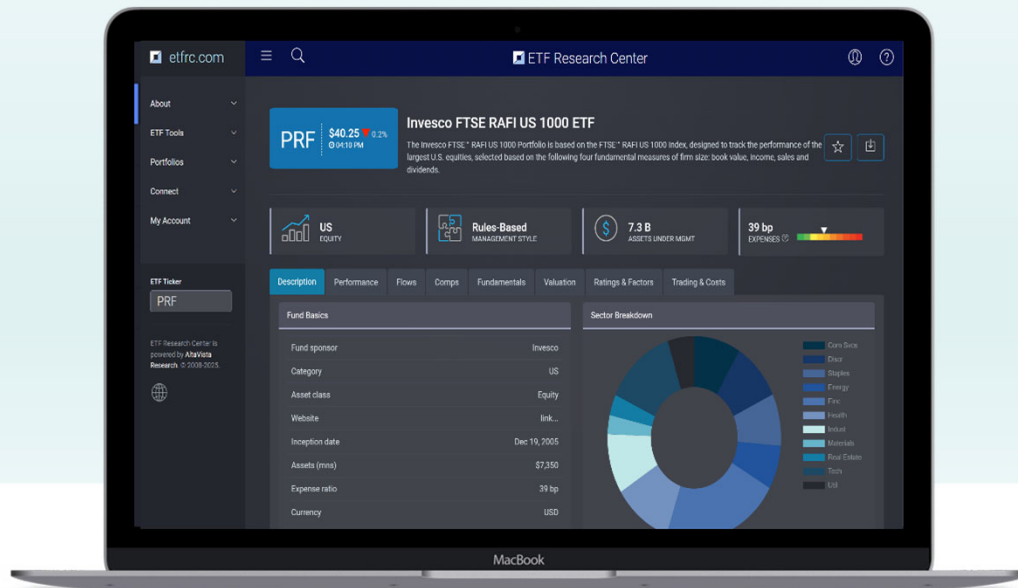 etfrc.com
ETF Research Center
About
ETF Tools
Portfolios
Connect
My Account
ETF Ticker
PRF
ETF Research Center is
powered by AltaVista
Research. © 2008-2025.
PRF
$40.25 ▼ 0.2%
04:10 PM
Invesco FTSE RAFI US 1000 ETF
The Invesco FTSE™ RAFI US 1000 Portfolio is based on the FTSE™ RAFI US 1000 Index, designed to track the performance of the
largest U.S. equities, selected based on the following four fundamental measures of firm size: book value, income, sales and
dividends.
US
EQUITY
Rules-Based
MANAGEMENT STYLE
$
7.3 B
ASSETS UNDER MGMT
39 bp
EXPENSES
Description Performance Flows Comps Fundamentals Valuation Ratings & Factors Trading & Costs
Fund Basics
Fund sponsor Invesco
Category US
Asset class Equity
Website link...
Inception date Dec 19, 2005
Assets (mns) $7,350
Expense ratio 39 bp
Currency USD
Sector Breakdown
Com Svcs
Disc
Staples
Energy
Finc
Health
Indust
Materials
Real Estate
Tech
Util
MacBook